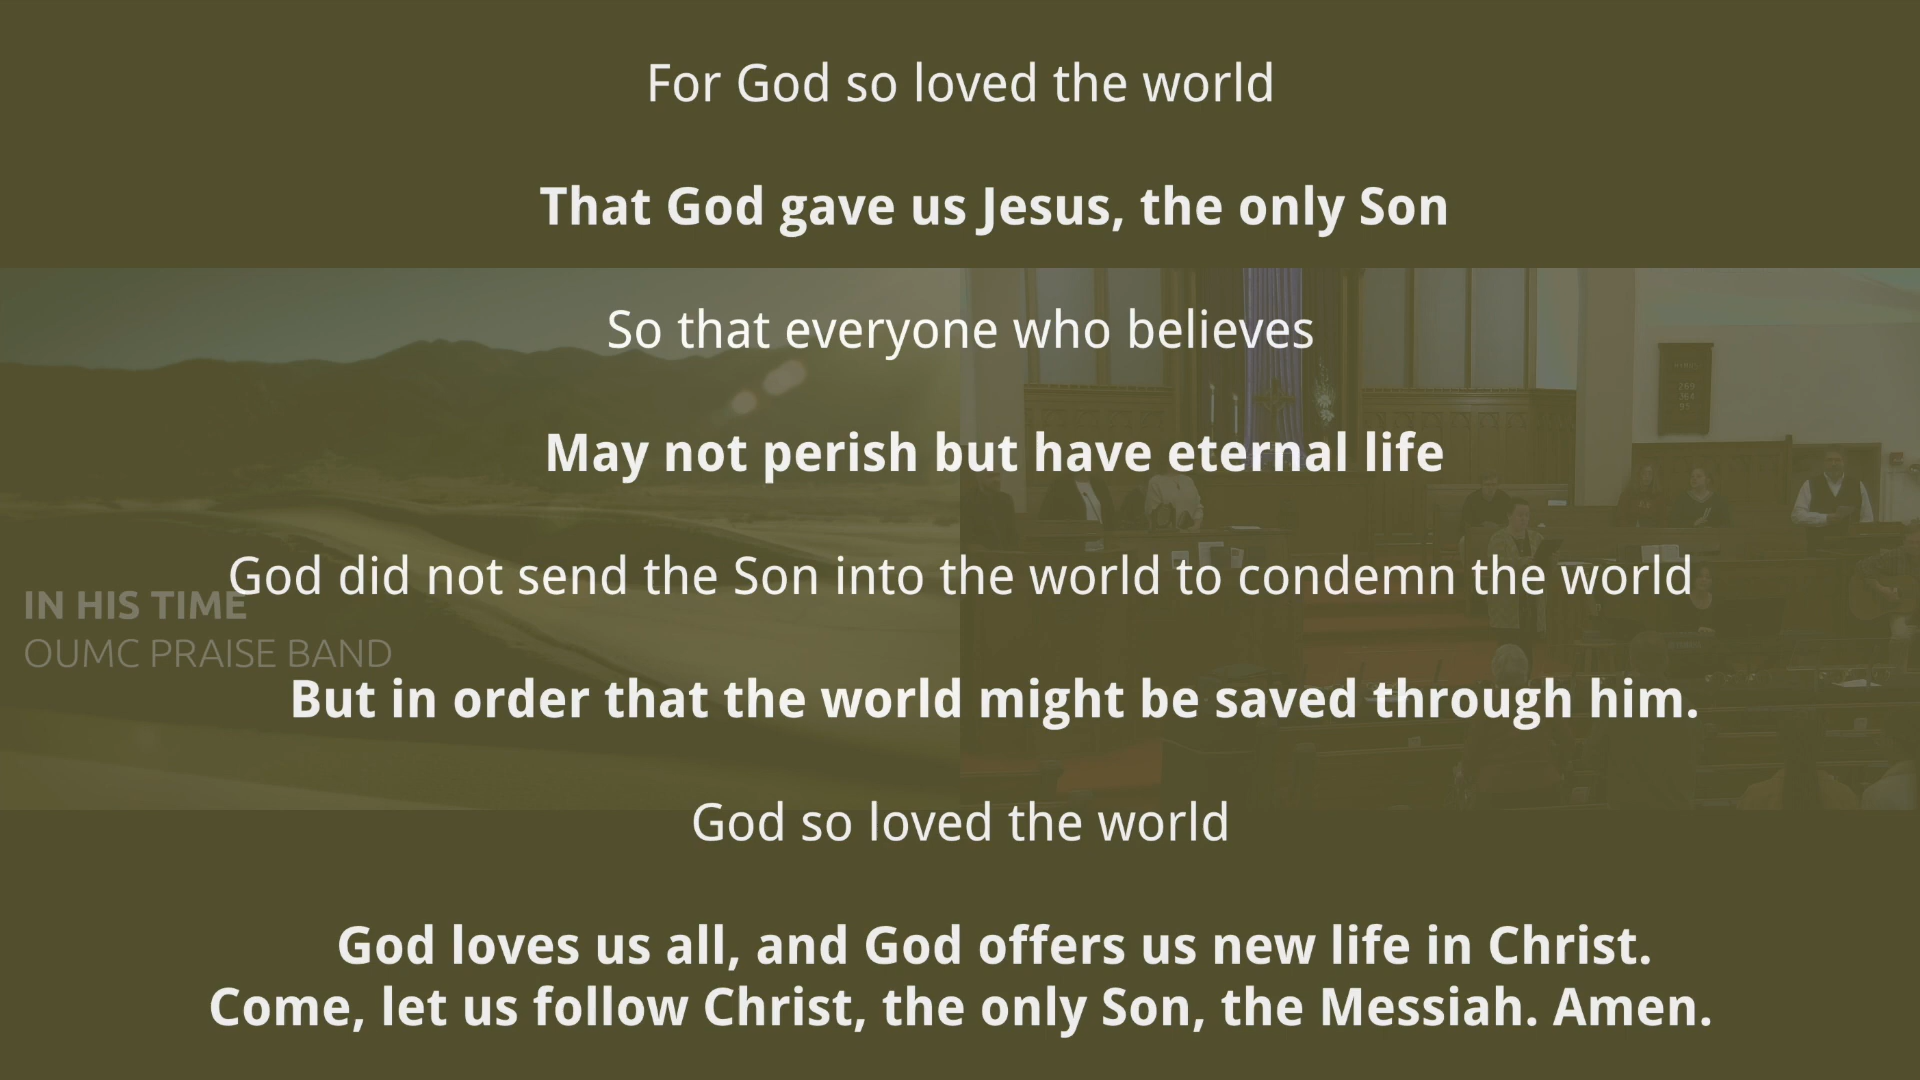 For God so loved the world
That God gave us Jesus, the only Son
So that everyone who believes
May not perish but have eternal life
God did not send the Son into the world to condemn the world
IN HIS TIME
OUMC PRAISE BAND
But in order that the world might be saved through him.
God so loved the world
God loves us all, and God offers us new life in Christ.
Come, let us follow Christ, the only Son, the Messiah. Amen.
269
364